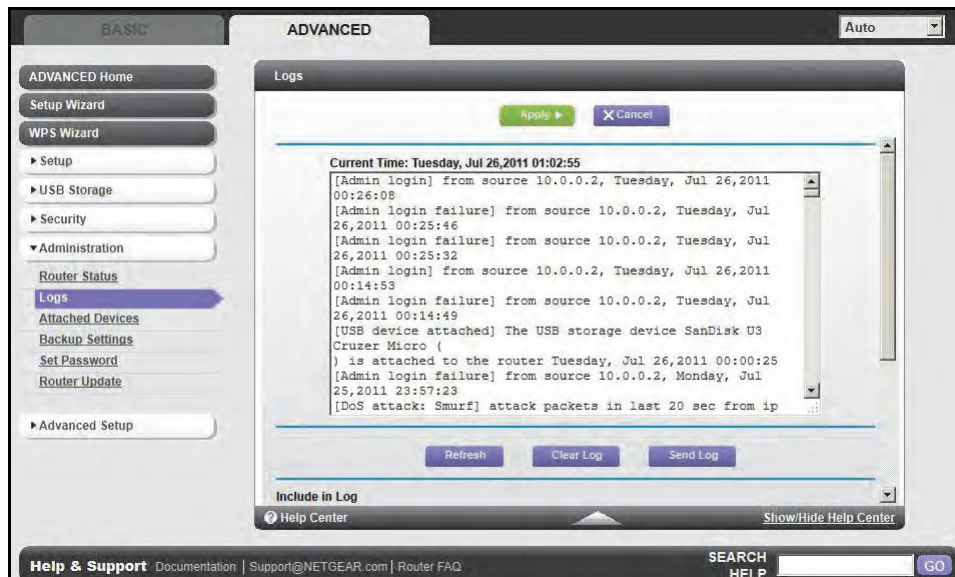 BASIC
ADVANCED
Auto
ADVANCED Home
Setup Wizard
WPS Wizard
Setup
USB Storage
Security
Administration
Router Status
Logs
Attached Devices
Backup Settings
Set Password
Router Update
Advanced Setup
Logs
Apply
Cancel
Current Time: Tuesday, Jul 26,2011 01:02:55
[Admin login] from source 10.0.0.2, Tuesday, Jul 26,2011
00:26:08
[Admin login failure] from source 10.0.0.2, Tuesday, Jul
26,2011 00:25:46
[Admin login failure] from source 10.0.0.2, Tuesday, Jul
26,2011 00:25:32
[Admin login] from source 10.0.0.2, Tuesday, Jul 26,2011
00:14:53
[Admin login failure] from source 10.0.0.2, Tuesday, Jul
26,2011 00:14:49
[USB device attached] The USB storage device SanDisk U3
Cruzer Micro (
) is attached to the router Tuesday, Jul 26,2011 00:00:25
[Admin login failure] from source 10.0.0.2, Monday, Jul
25,2011 23:57:23
[DoS attack: Smurf] attack packets in last 20 sec from ip
Refresh
Clear Log
Send Log
Include in Log
Help Center
Show/Hide Help Center
Help & Support Documentation | Support@NETGEAR.com | Router FAQ
SEARCH
HELP
GO